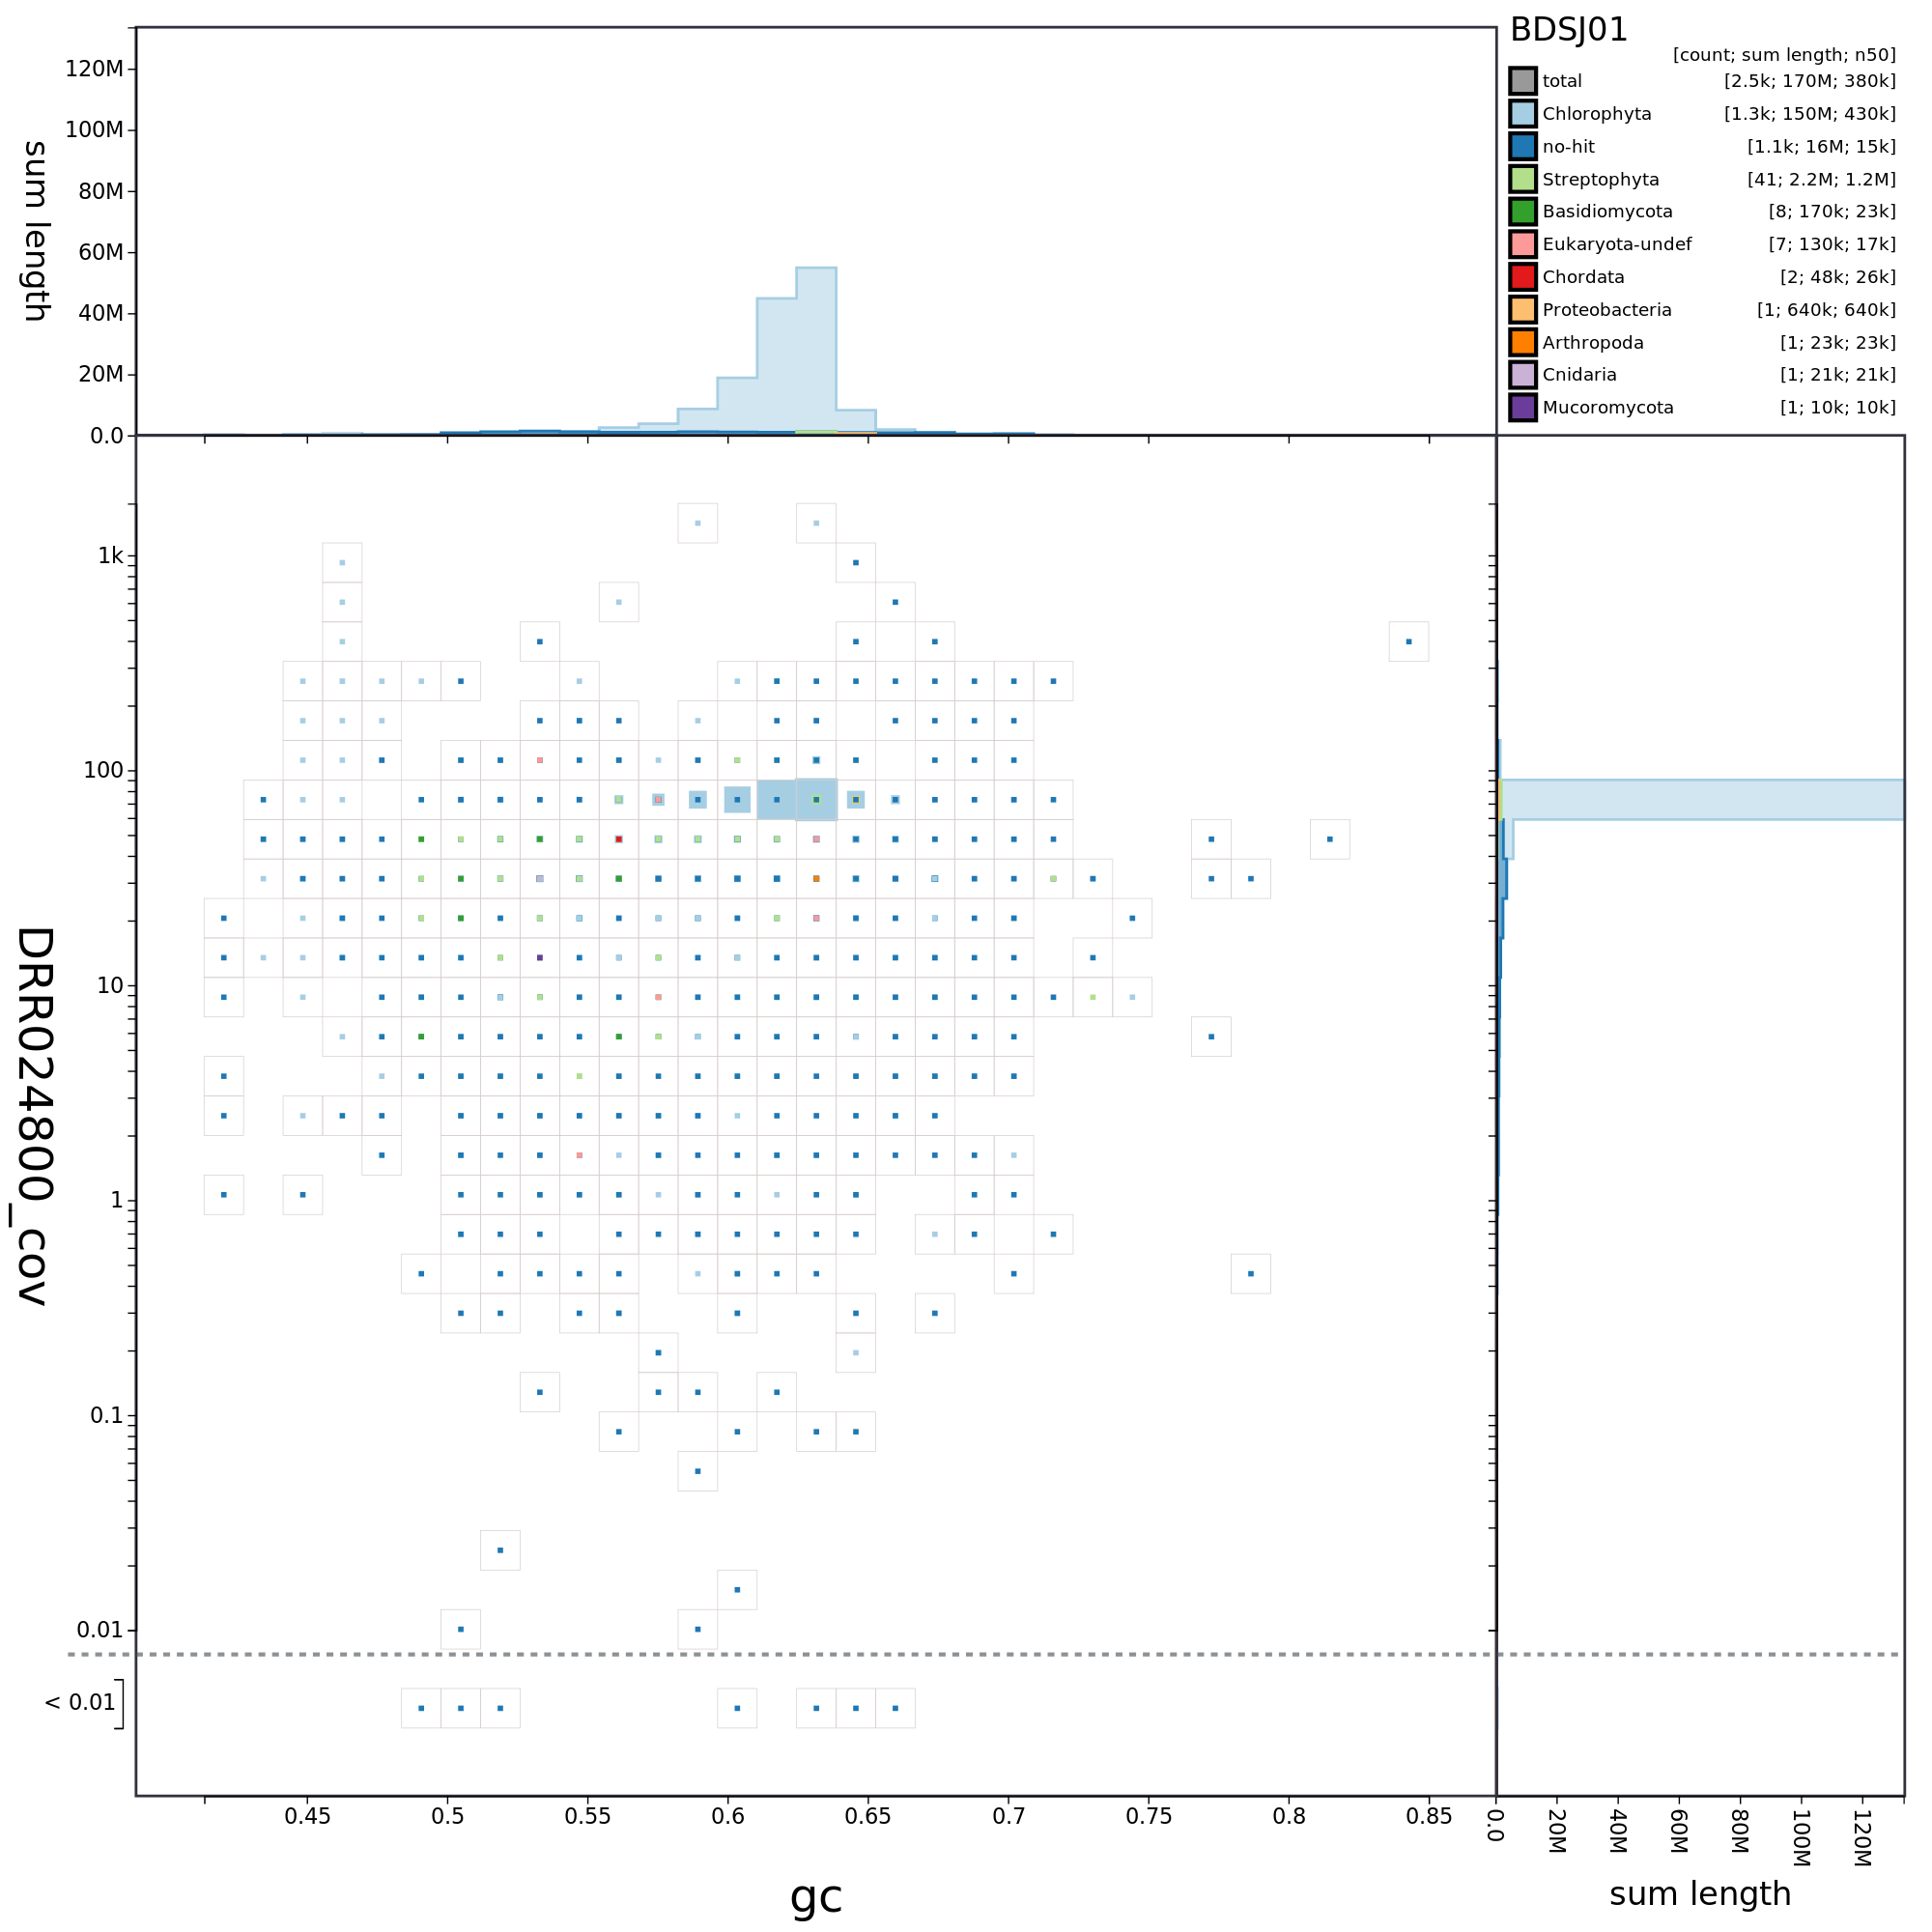 BDSJ01
[count; sum length; n50]
total [2.5k; 170M; 380k]
Chlorophyta [1.3k; 150M; 430k]
no-hit [1.1k; 16M; 15k]
Streptophyta [41; 2.2M; 1.2M]
Basidiomycota [8; 170k; 23k]
Eukaryota-undef [7; 130k; 17k]
Chordata [2; 48k; 26k]
Proteobacteria [1; 640k; 640k]
Arthropoda [1; 23k; 23k]
Cnidaria [1; 21k; 21k]
Mucoromycota [1; 10k; 10k]
sum length
120M
100M
80M
60M
40M
20M
0.0
DRR024800_cov
1k
100
10
1
0.1
0.01
< 0.01
0.45 0.5 0.55 0.6 0.65 0.7 0.75 0.8 0.85
gc
0.0 20M 40M 60M 80M 100M 120M
sum length